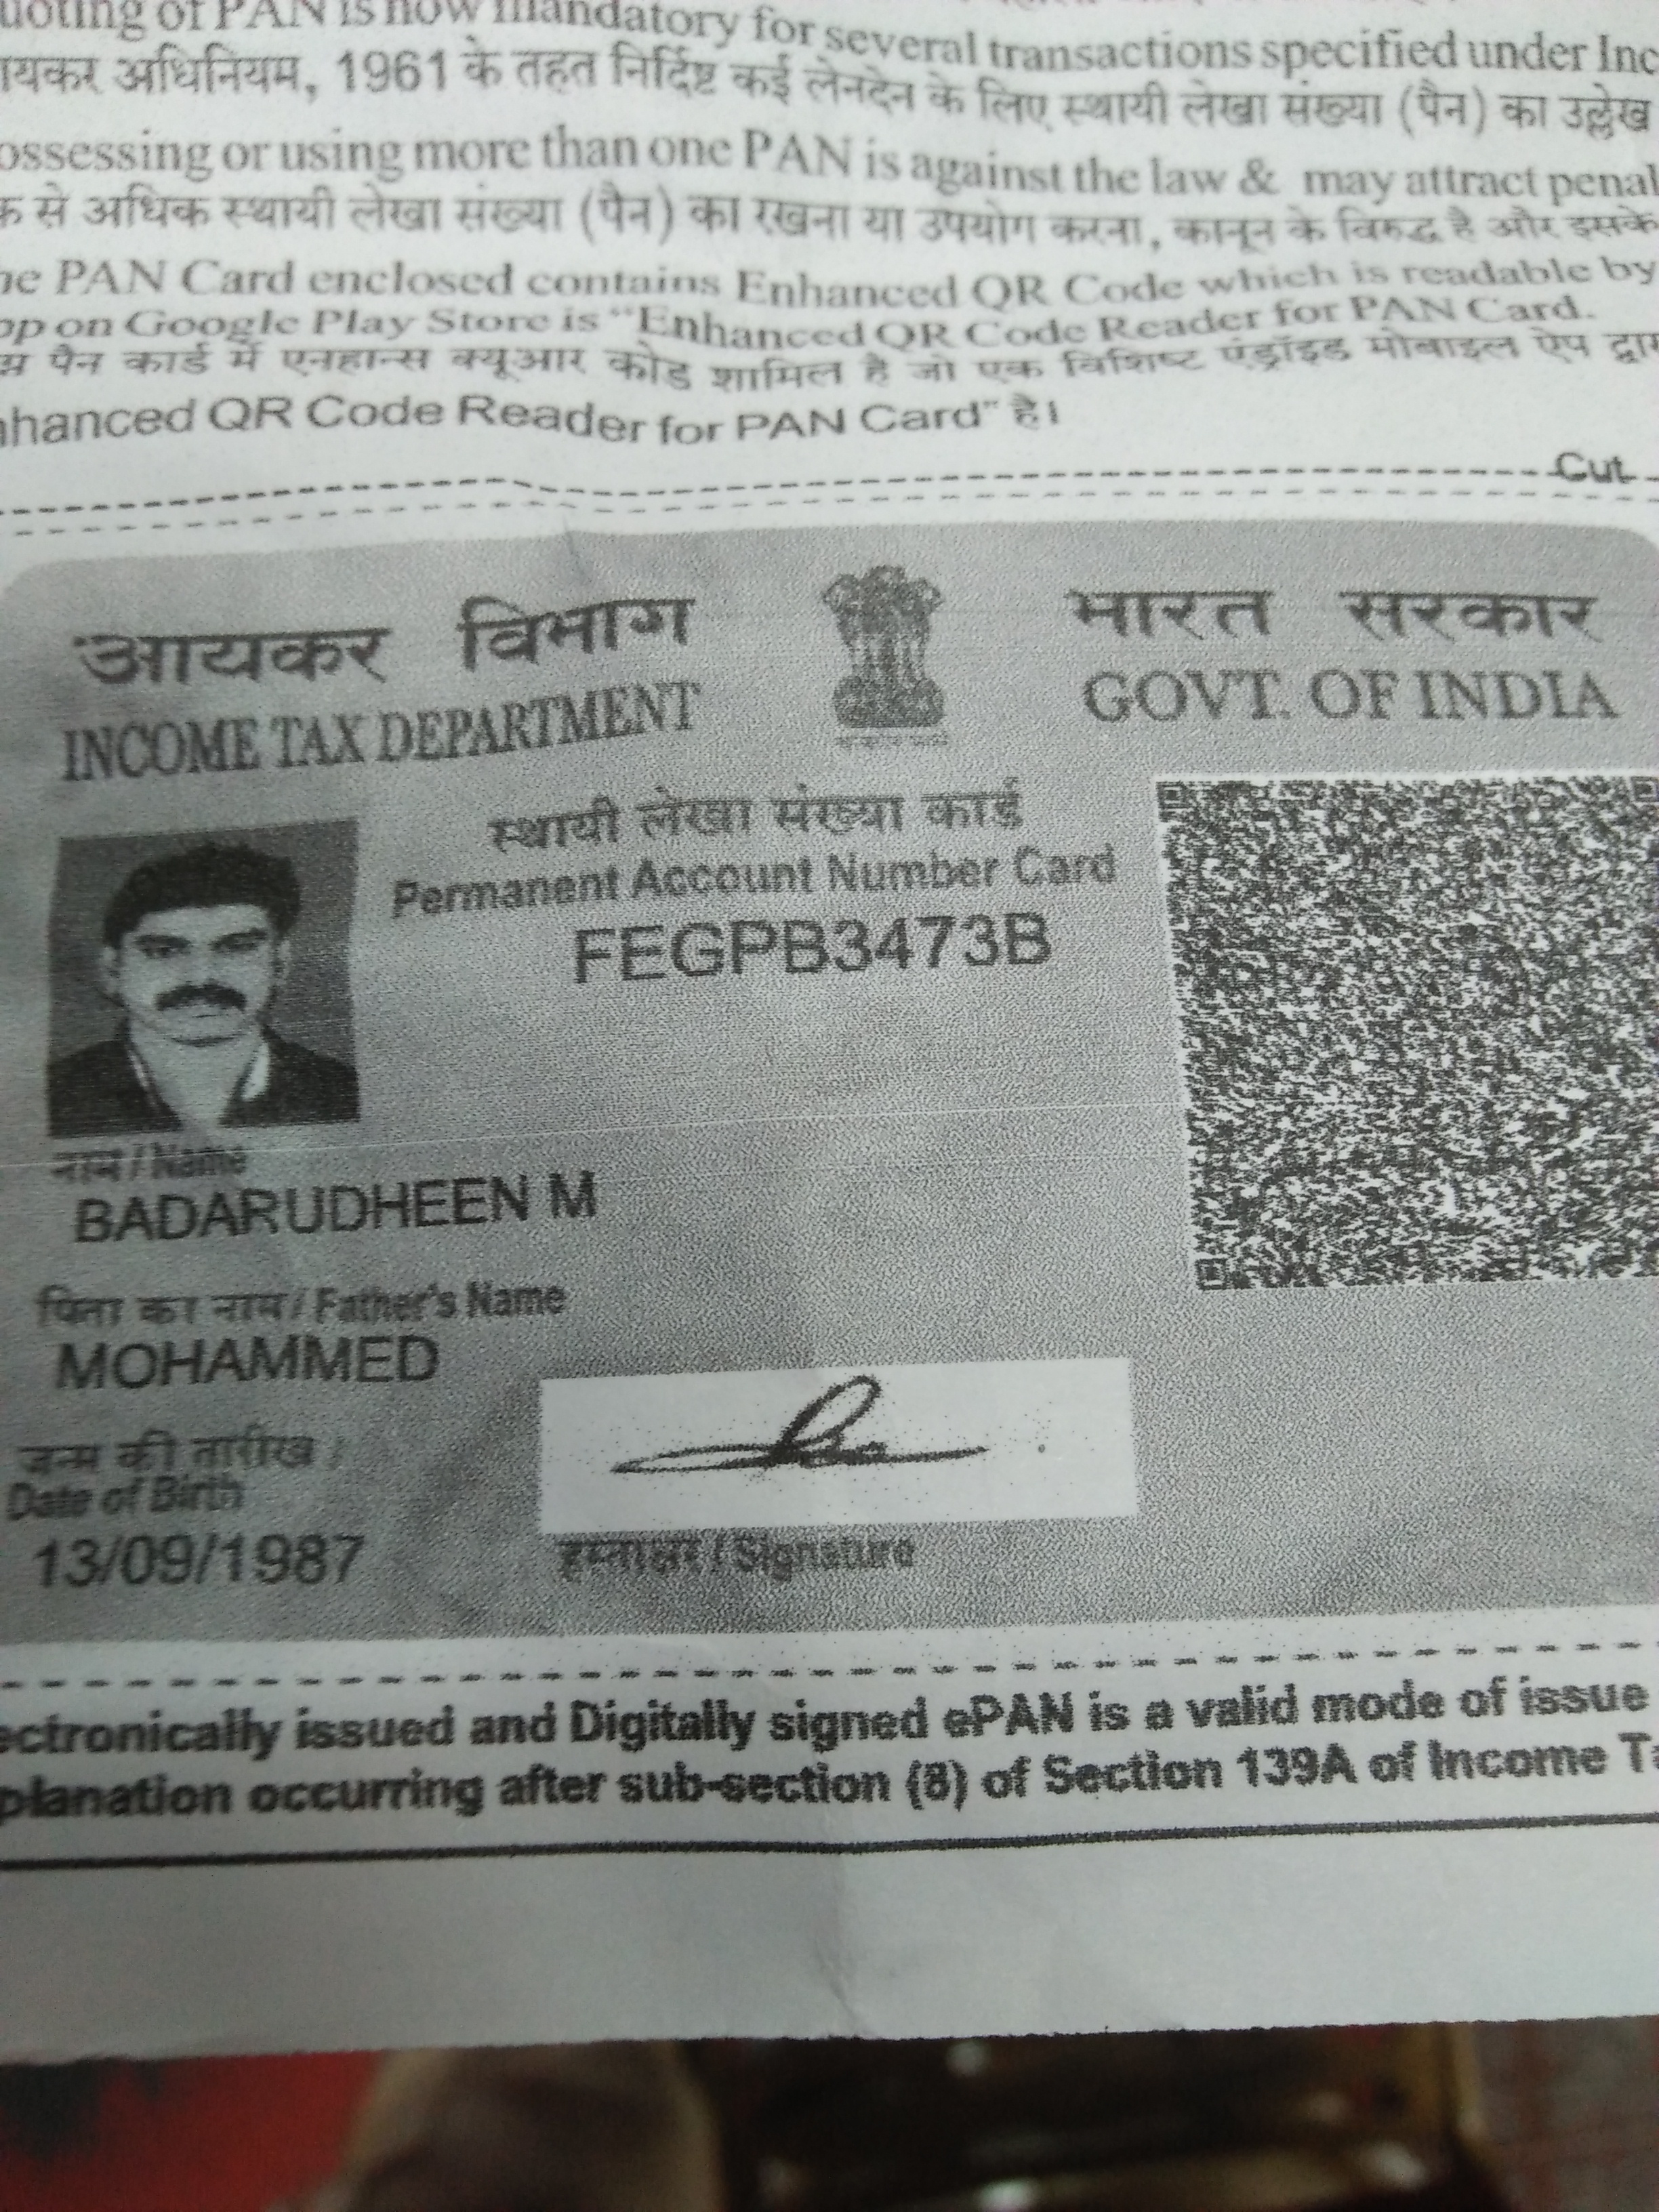 of PAN is now mandatory for several transactions specified under Inc
अधिनियम, 1961 के तहत निर्दिष्ट कई लेनदेन के लिए स्थायी लेखा संख्या (पैन) का उल्लेख
ossessing or using more than one PAN is against the law & may attract penal
क से अधिक स्थायी लेखा संख्या (पैन) का रखना या उपयोग करना, कानून के विरुद्ध है और इसके
he PAN Card enclosed contains Enhanced QR Code which is readable by
pp on Google Play Store is "Enhanced QR Code Reader for PAN Card.
पैन कार्ड में एनहान्स क्यूआर कोड शामिल है जो एक विशिष्ट एंड्रॉइड मोबाइल ऐप द्वा
nhanced QR Code Reader for PAN Card" है।
Cut
आयकर विभाग
INCOME TAX DEPARTMENT
भारत सरकार
GOVT. OF INDIA
स्थायी लेखा संख्या कार्ड
Permanent Account Number Card
FEGPB3473B
नाम / Name
BADARUDHEEN M
पिता का नाम / Father's Name
MOHAMMED
जन्म की तारीख /
Date of Birth
13/09/1987
हस्ताक्षर / Signature
ectronically issued and Digitally signed ePAN is a valid mode of issue
planation occurring after sub-section (8) of Section 139A of Income T